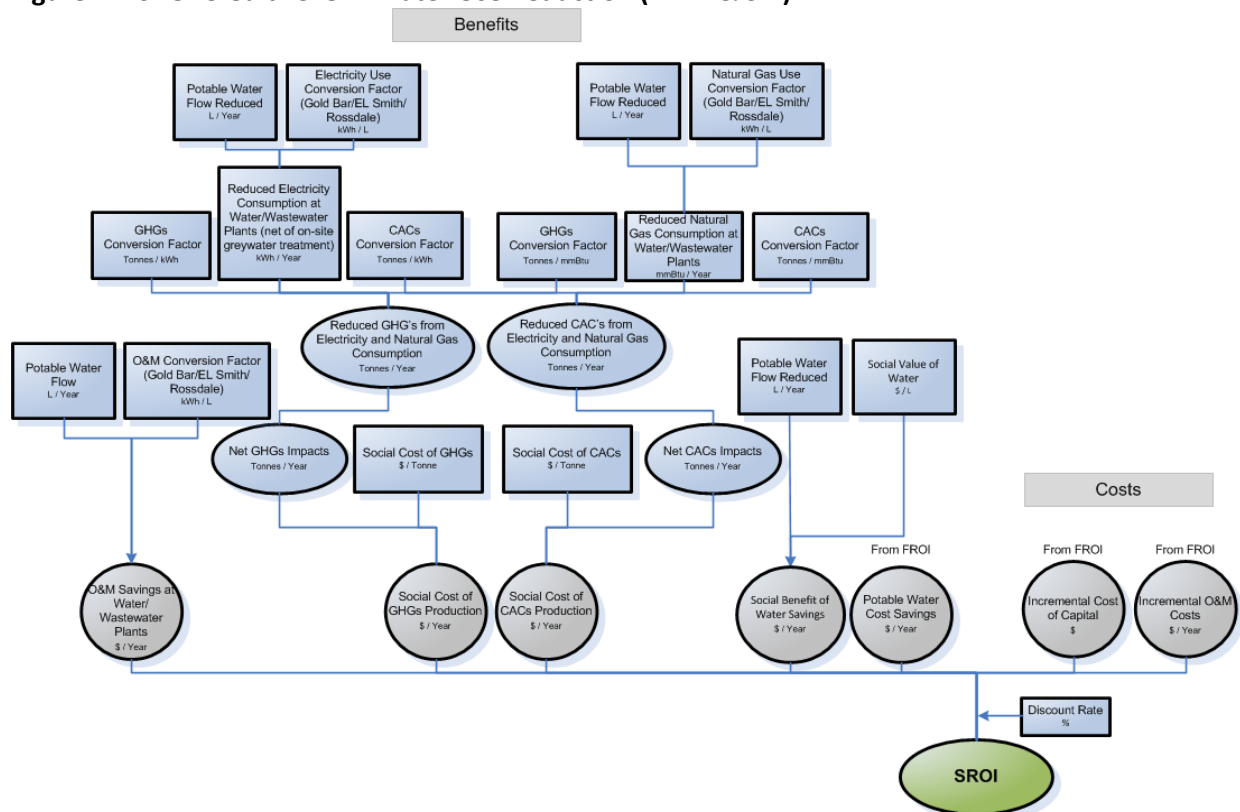 Benefits
Potable Water
Flow Reduced
L / Year
Electricity Use
Conversion Factor
(Gold Bar/EL Smith/
Rossdale)
kWh / L
Potable Water
Flow Reduced
L / Year
Natural Gas Use
Conversion Factor
(Gold Bar/EL Smith/
Rossdale)
kWh / L
GHGs
Conversion Factor
Tonnes / kWh
Reduced Electricity
Consumption at
Water/Wastewater
Plants (net of on-site
greywater treatment)
kWh / Year
CACs
Conversion Factor
Tonnes / kWh
GHGs
Conversion Factor
Tonnes / mmBtu
Reduced Natural
Gas Consumption at
Water/Wastewater
Plants
mmBtu / Year
CACs
Conversion Factor
Tonnes / mmBtu
Reduced GHG's from
Electricity and Natural Gas
Consumption
Tonnes / Year
Reduced CAC's from
Electricity and Natural Gas
Consumption
Tonnes / Year
Potable Water
Flow
L / Year
O&M Conversion Factor
(Gold Bar/EL Smith/
Rossdale)
kWh / L
Potable Water
Flow Reduced
L / Year
Social Value of
Water
$ / L
Net GHGs Impacts
Tonnes / Year
Social Cost of GHGs
$ / Tonne
Social Cost of CACs
$ / Tonne
Net CACs Impacts
Tonnes / Year
Costs
O&M Savings at
Water/
Wastewater
Plants
$ / Year
Social Cost of
GHGs Production
$ / Year
Social Cost of
CACs Production
$ / Year
Social Benefit of
Water Savings
$ / Year
From FROI
Potable Water
Cost Savings
$ / Year
From FROI
Incremental Cost
of Capital
$
From FROI
Incremental O&M
Costs
$ / Year
Discount Rate
%
SROI